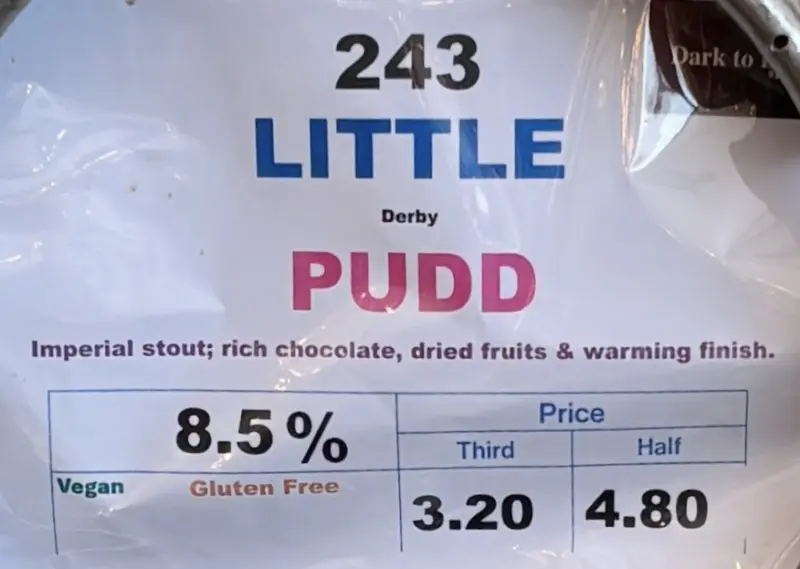 243
Dark to
LITTLE
Derby
PUDD
Imperial stout; rich chocolate, dried fruits & warming finish.
8.5%
Price
Third Half
Vegan Gluten Free
3.20 4.80